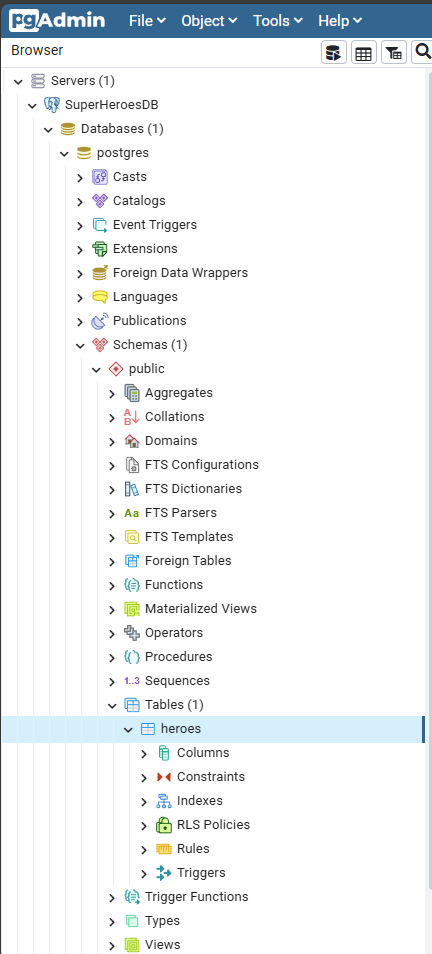 pgAdmin File Object Tools Help
Browser
Servers (1)
SuperHeroesDB
Databases (1)
postgres
Casts
Catalogs
Event Triggers
Extensions
Foreign Data Wrappers
Languages
Publications
Schemas (1)
public
Aggregates
Collations
Domains
FTS Configurations
FTS Dictionaries
Aa FTS Parsers
FTS Templates
Foreign Tables
Functions
Materialized Views
Operators
Procedures
1..3 Sequences
Tables (1)
heroes
Columns
Constraints
Indexes
RLS Policies
Rules
Triggers
Trigger Functions
Types
Views